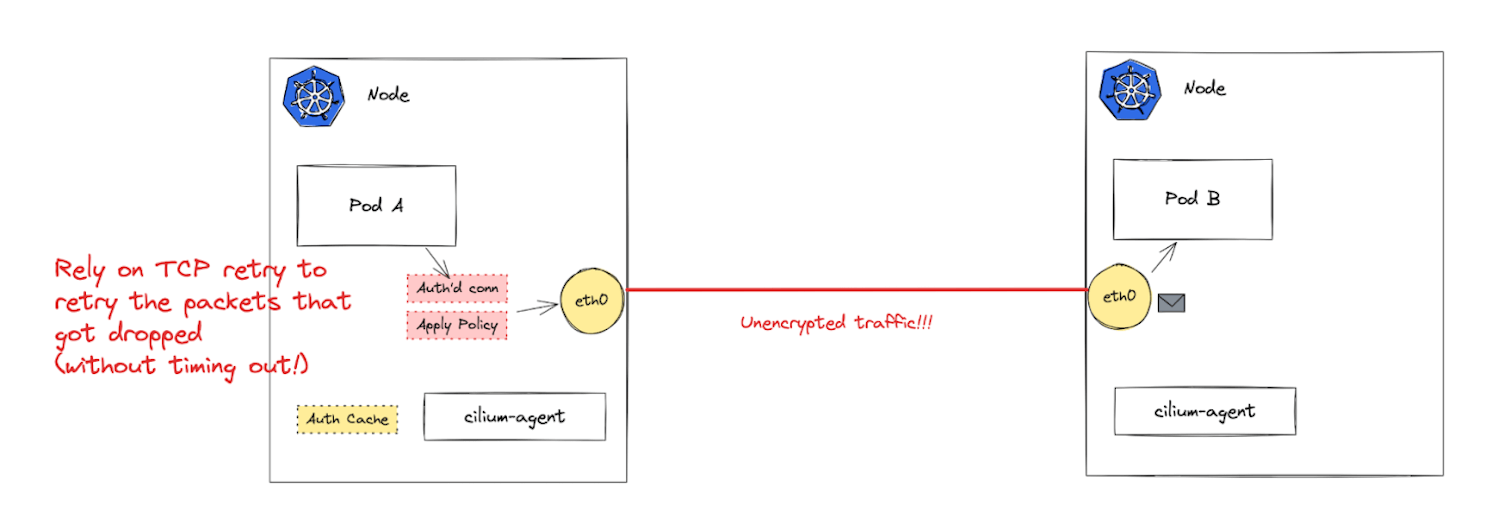 Node
Pod A
Rely on TCP retry to
retry the packets that
got dropped
(without timing out!)
Auth'd conn
Apply Policy
eth0
Auth Cache
cilium-agent
Unencrypted traffic!!!
Node
Pod B
eth0
cilium-agent